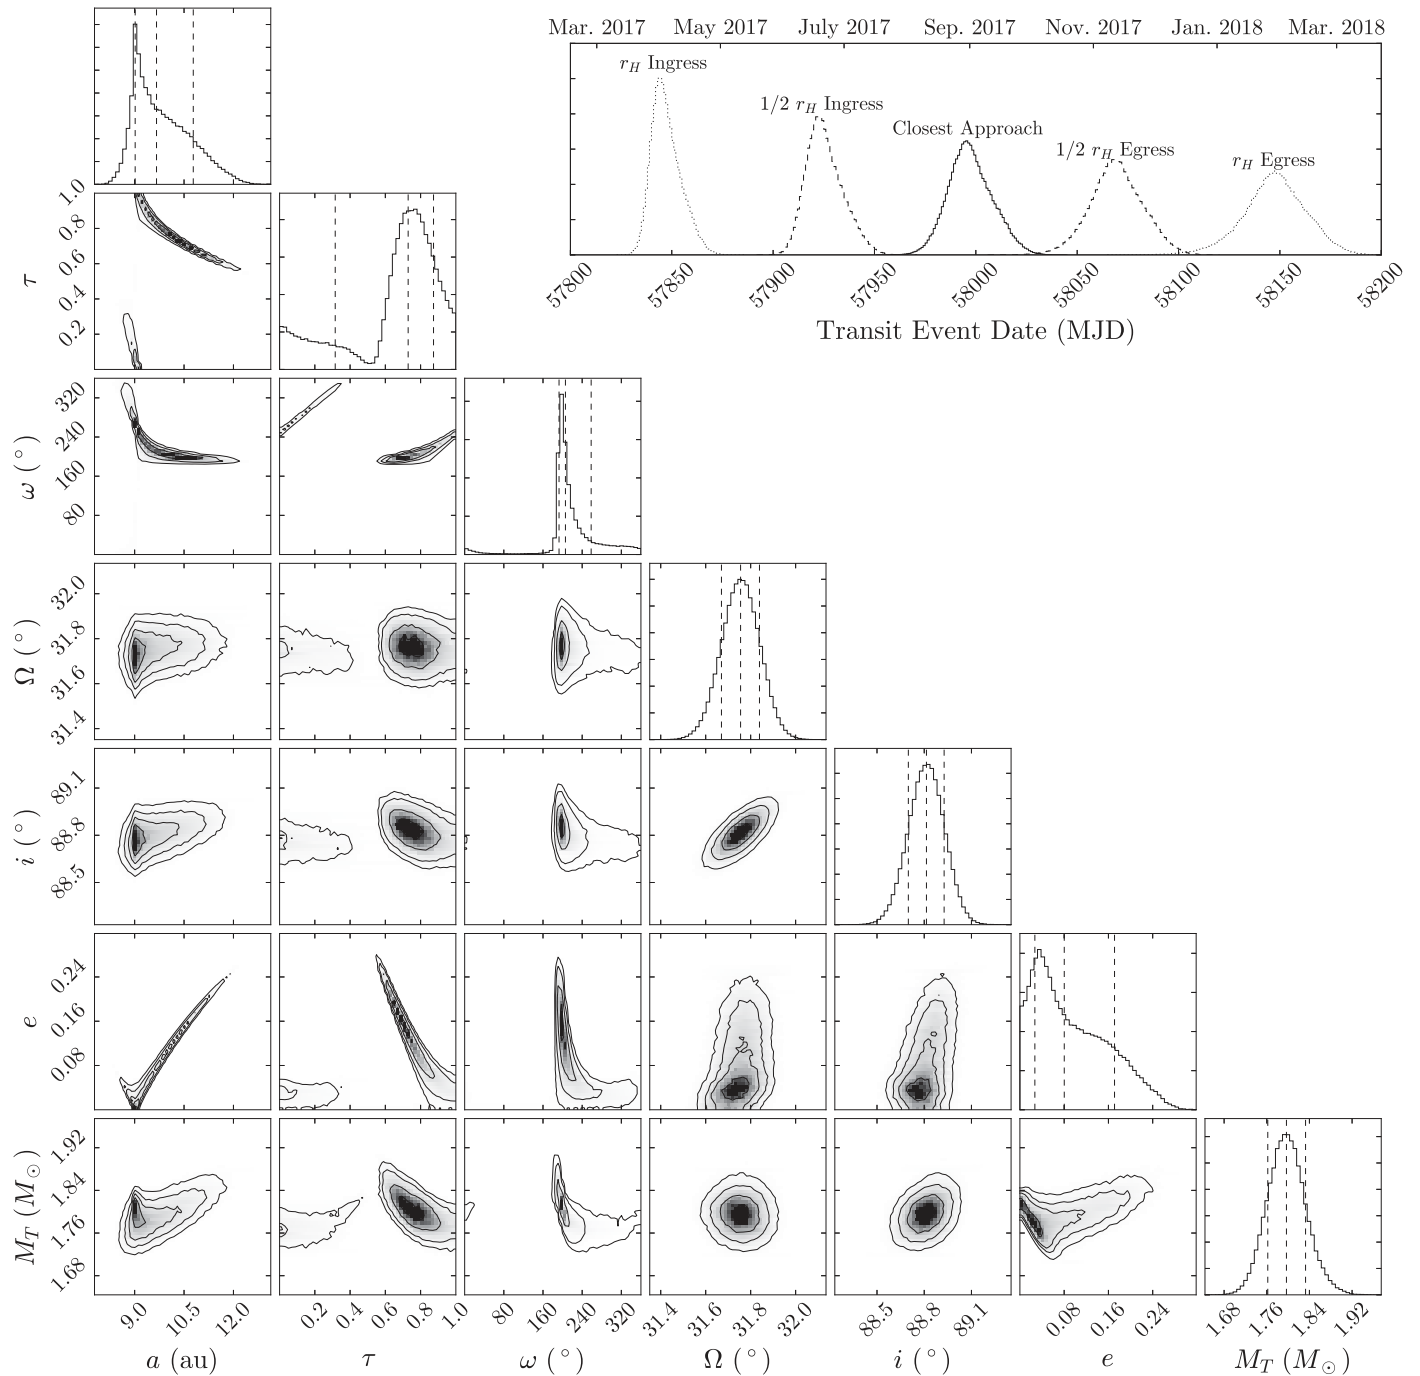 Mar. 2017 May 2017 July 2017 Sep. 2017 Nov. 2017 Jan. 2018 Mar. 2018
r_H Ingress
1/2 r_H Ingress
Closest Approach
1/2 r_H Egress
r_H Egress
57800 57850 57900 57950 58000 58050 58100 58150 58200
Transit Event Date (MJD)
1.0
0.8
0.6
0.4
0.2
τ
320
240
160
80
ω (°)
32.0
31.8
31.6
31.4
Ω (°)
89.1
88.8
88.5
i (°)
0.24
0.16
0.08
e
1.92
1.84
1.76
1.68
M_T (M_⊙)
9.0 10.5 12.0 0.2 0.4 0.6 0.8 1.0 80 160 240 320 31.4 31.6 31.8 32.0 88.5 88.8 89.1 0.08 0.16 0.24 1.68 1.76 1.84 1.92
a (au) τ ω (°) Ω (°) i (°) e M_T (M_⊙)